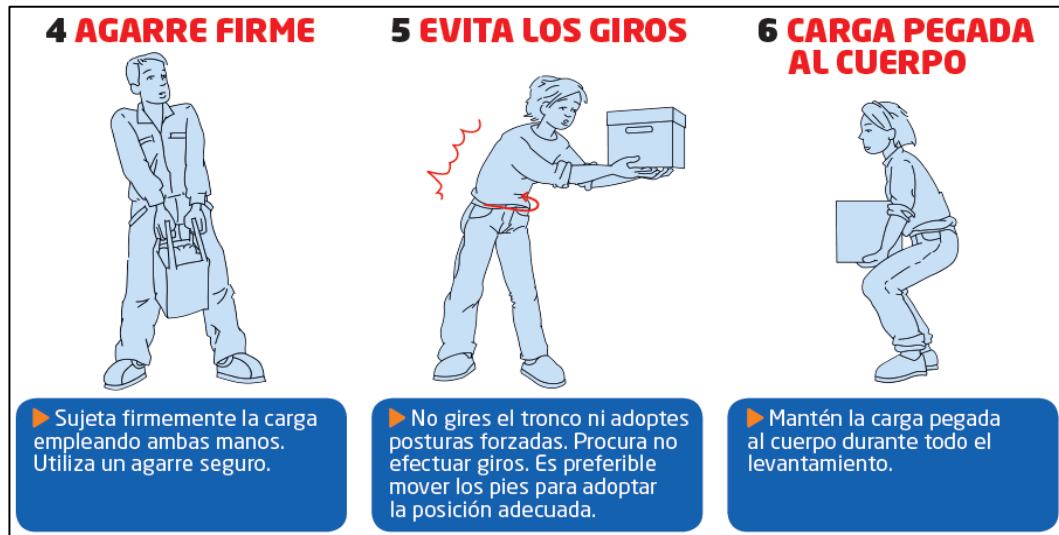 4 AGARRE FIRME
▶ Sujeta firmemente la carga
empleando ambas manos.
Utiliza un agarre seguro.
5 EVITA LOS GIROS
▶ No gires el tronco ni adoptes
posturas forzadas. Procura no
efectuar giros. Es preferible
mover los pies para adoptar
la posición adecuada.
6 CARGA PEGADA
AL CUERPO
▶ Mantén la carga pegada
al cuerpo durante todo el
levantamiento.